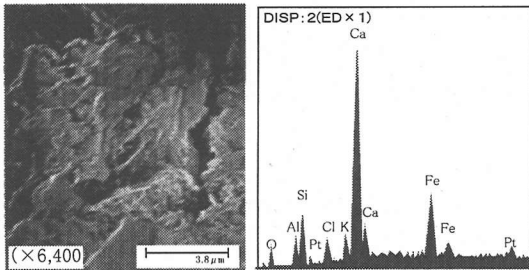 DISP:2(ED×1)
Ca
Si
Fe
Al
Cl
K
Ca
Fe
O
Pt
Pt
(×6,400
3.8μm